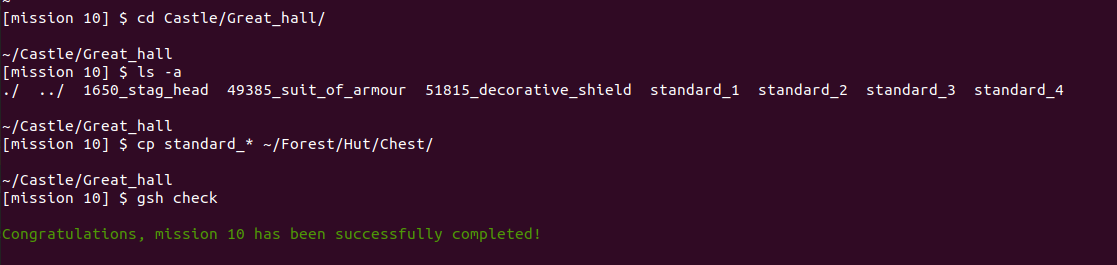 ~
[mission 10] $ cd Castle/Great_hall/
~/Castle/Great_hall
[mission 10] $ ls -a
./  ../  1650_stag_head  49385_suit_of_armour  51815_decorative_shield  standard_1  standard_2  standard_3  standard_4
~/Castle/Great_hall
[mission 10] $ cp standard_* ~/Forest/Hut/Chest/
~/Castle/Great_hall
[mission 10] $ gsh check
Congratulations, mission 10 has been successfully completed!